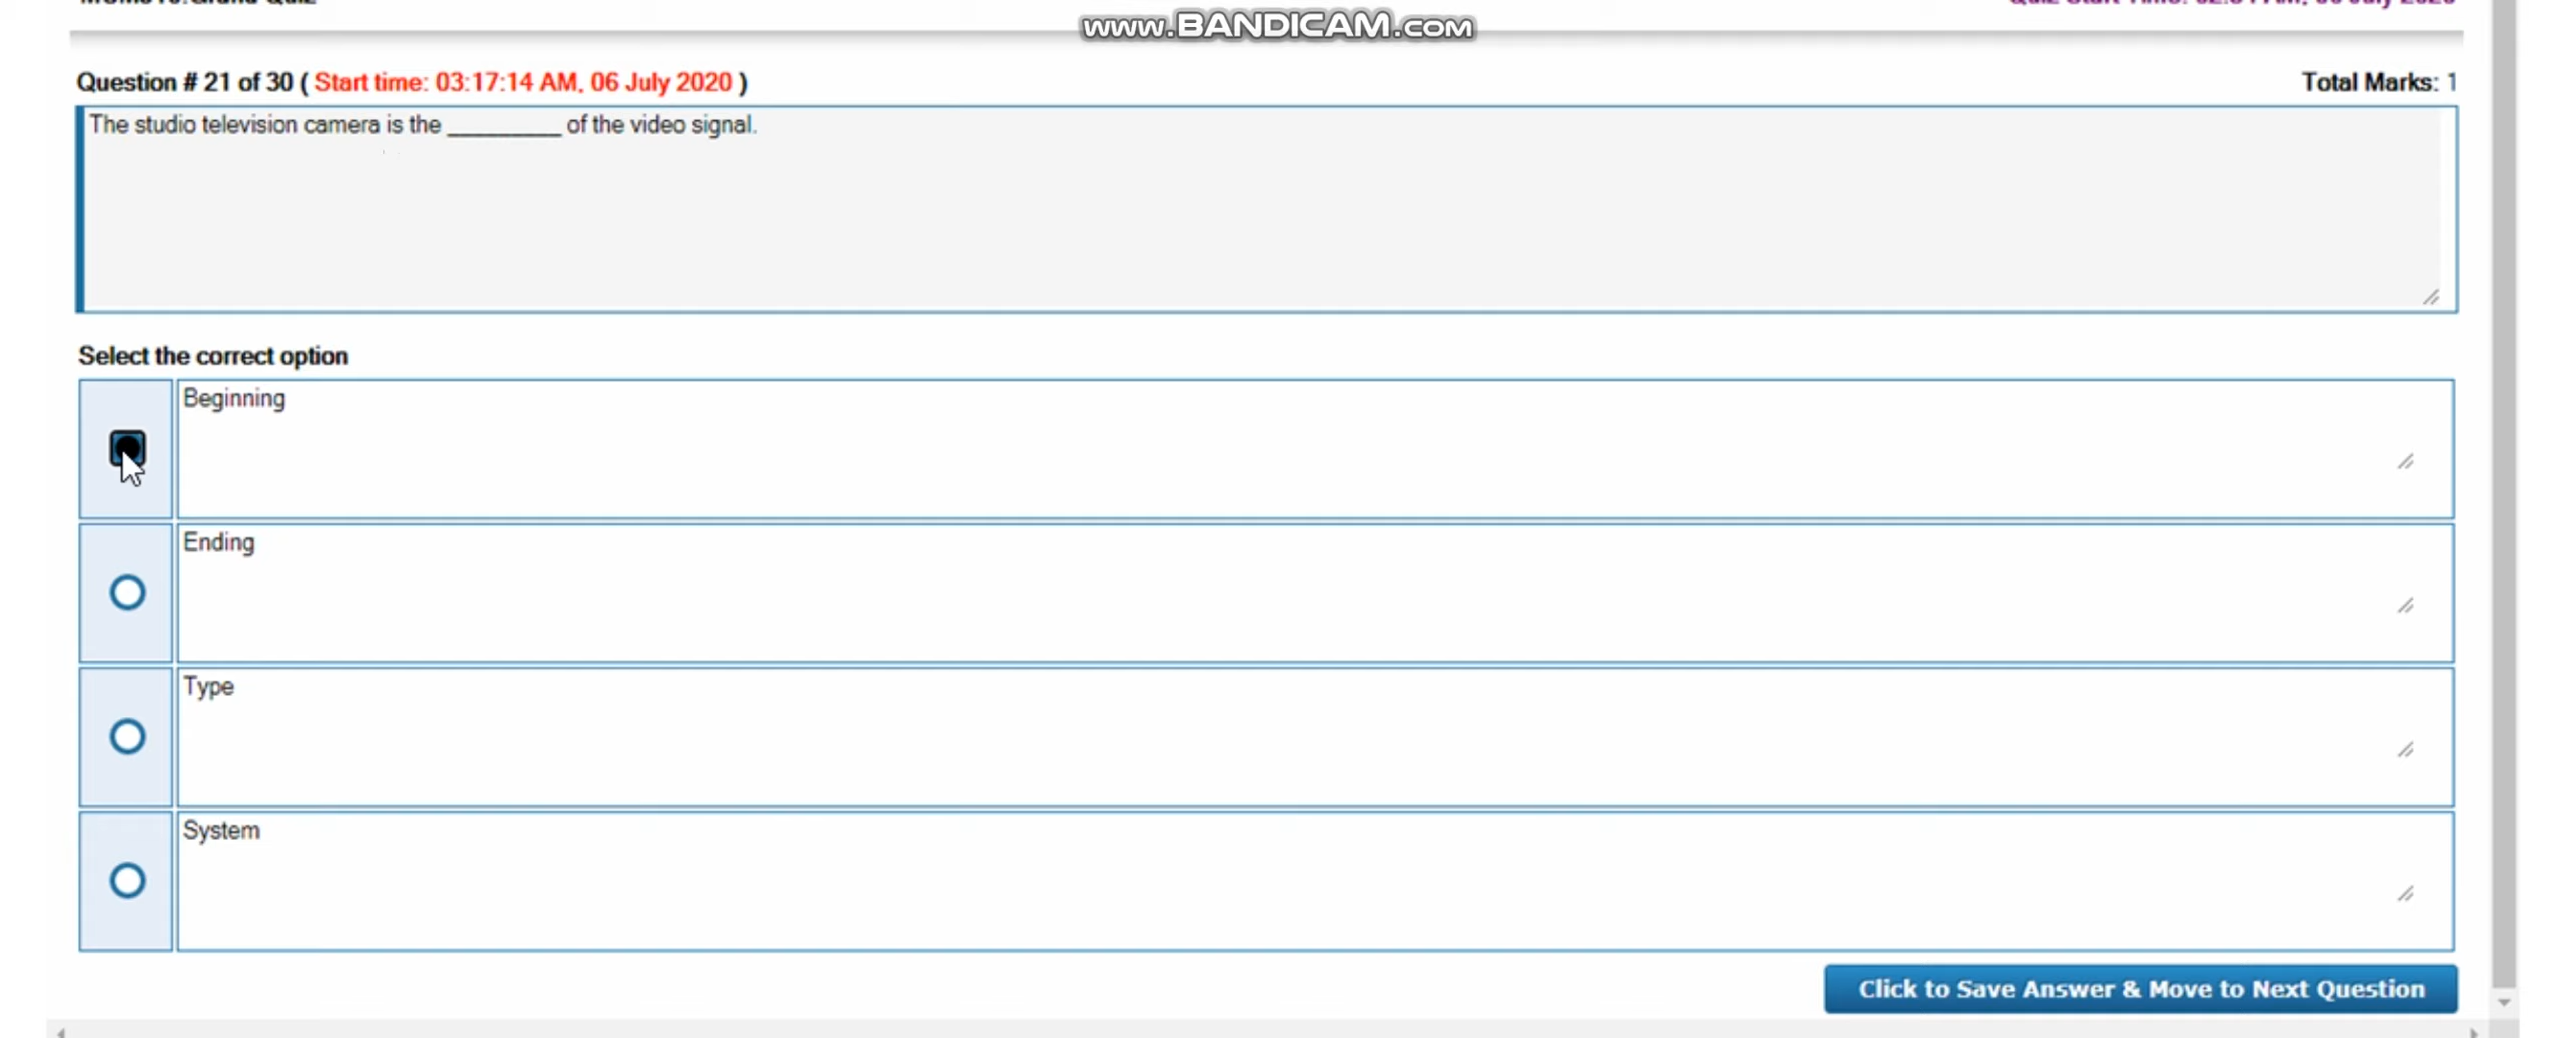 www.BANDICAM.com
Question # 21 of 30 ( Start time: 03:17:14 AM, 06 July 2020 )
Total Marks: 1
The studio television camera is the _________ of the video signal.
Select the correct option
Beginning
Ending
Type
System
Click to Save Answer & Move to Next Question